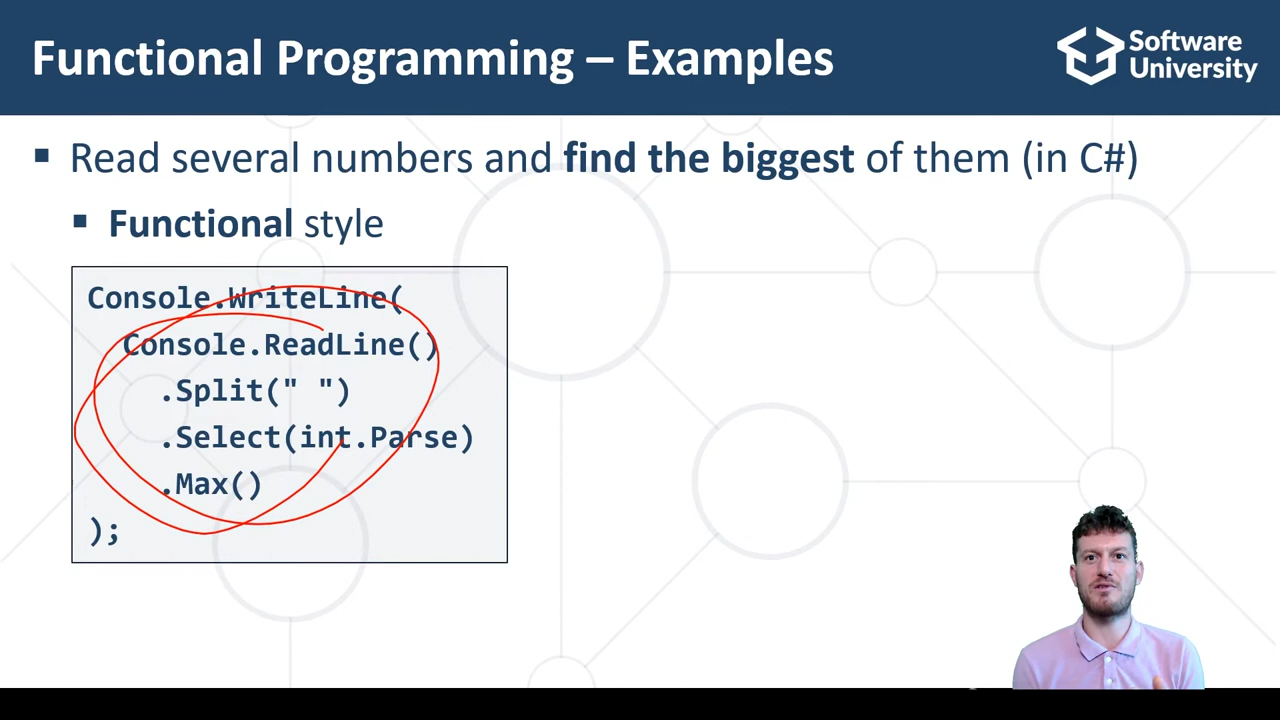 Functional Programming – Examples
Software
University
▪ Read several numbers and find the biggest of them (in C#)
▪ Functional style
Console.WriteLine(
Console.ReadLine()
.Split(" ")
.Select(int.Parse)
.Max()
);